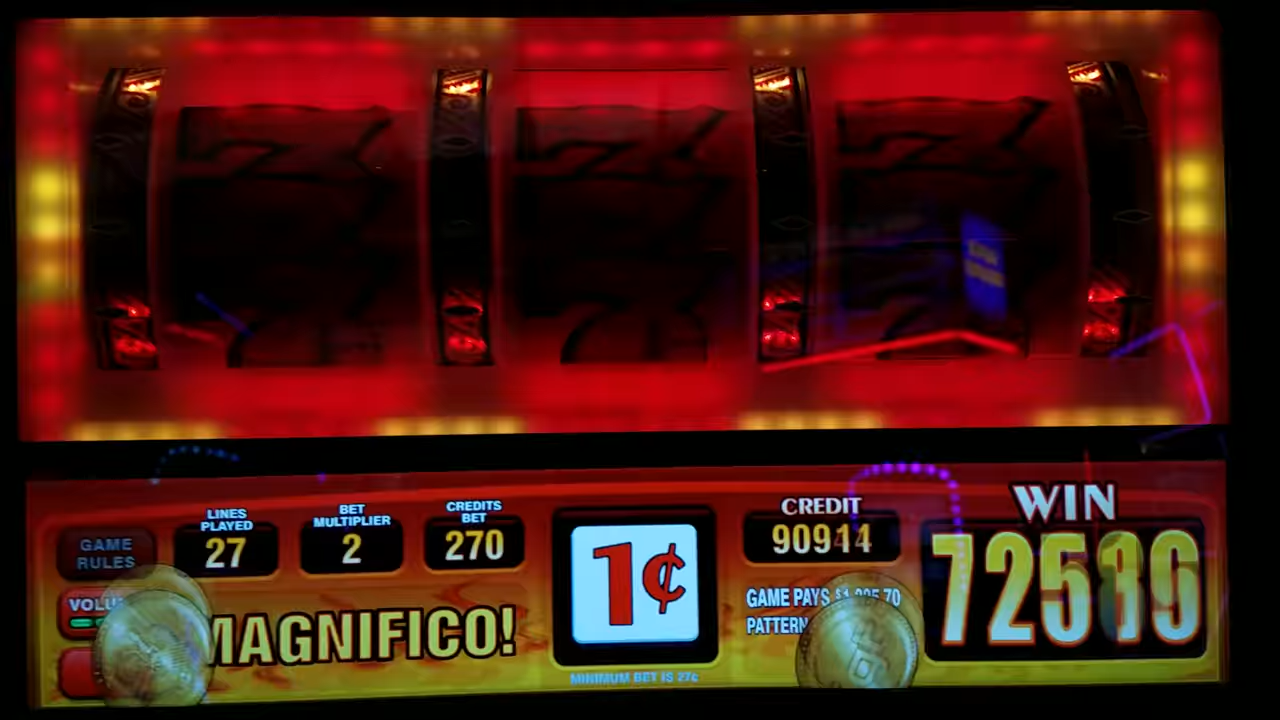 LINES
PLAYED
BET
MULTIPLIER
CREDITS
BET
CREDIT
WIN
GAME
RULES
27
2
270
1¢
GAME PAYS
PATTERN
MAGNIFICO!
MINIMUM BET IS 27¢